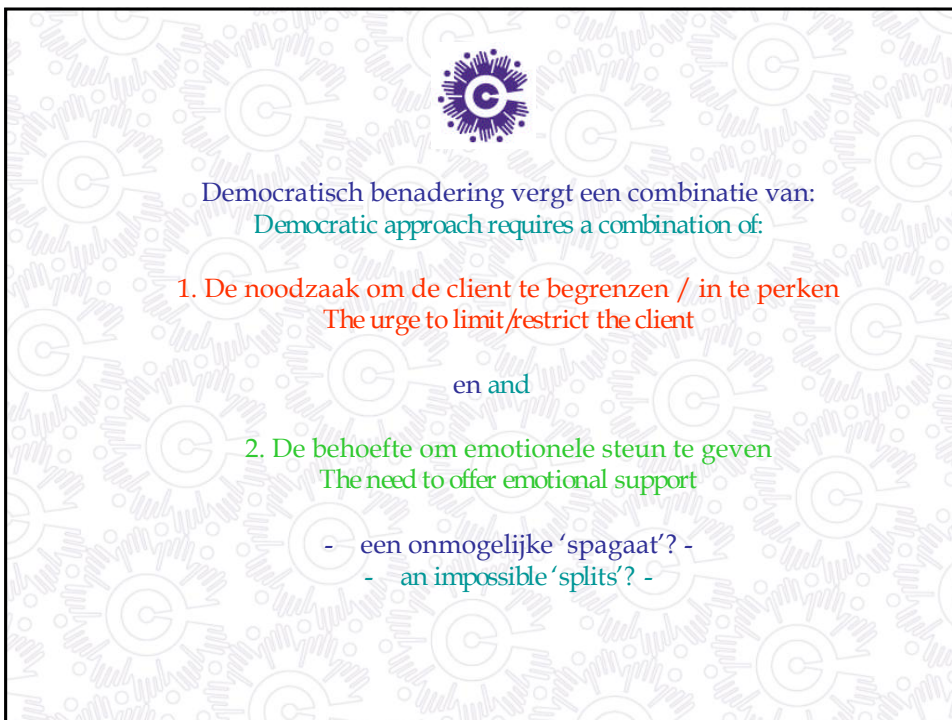 Democratisch benadering vergt een combinatie van:
Democratic approach requires a combination of:
1. De noodzaak om de client te begrenzen / in te perken
The urge to limit/restrict the client
en and
2. De behoefte om emotionele steun te geven
The need to offer emotional support
- een onmogelijke ‘spagaat’? -
- an impossible ‘splits’? -